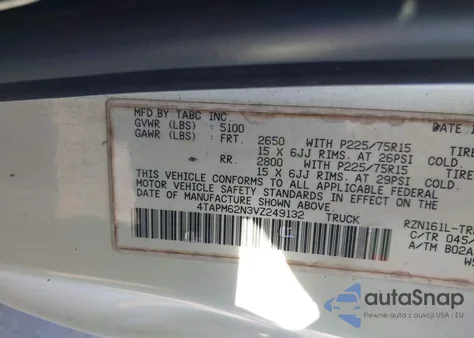 MFD.BY TABC INC.
DATE
GVWR (LBS) : 5100
GAWR (LBS) : FRT. 2650 WITH P225/75R15 TIRE
15 X 6JJ RIMS. AT 26PSI COLD.
RR. 2800 WITH P225/75R15 TIRE
15 X 6JJ RIMS. AT 29PSI COLD.
THIS VEHICLE CONFORMS TO ALL APPLICABLE FEDERAL
MOTOR VEHICLE SAFETY STANDARDS IN EFFECT ON THE
DATE OF MANUFACTURE SHOWN ABOVE.
4TAPM62N3VZ249132 TRUCK
RZN161L-TR
C/TR 045
A/TM B02A
autoSnap
Pewne auta z aukcji USA i EU